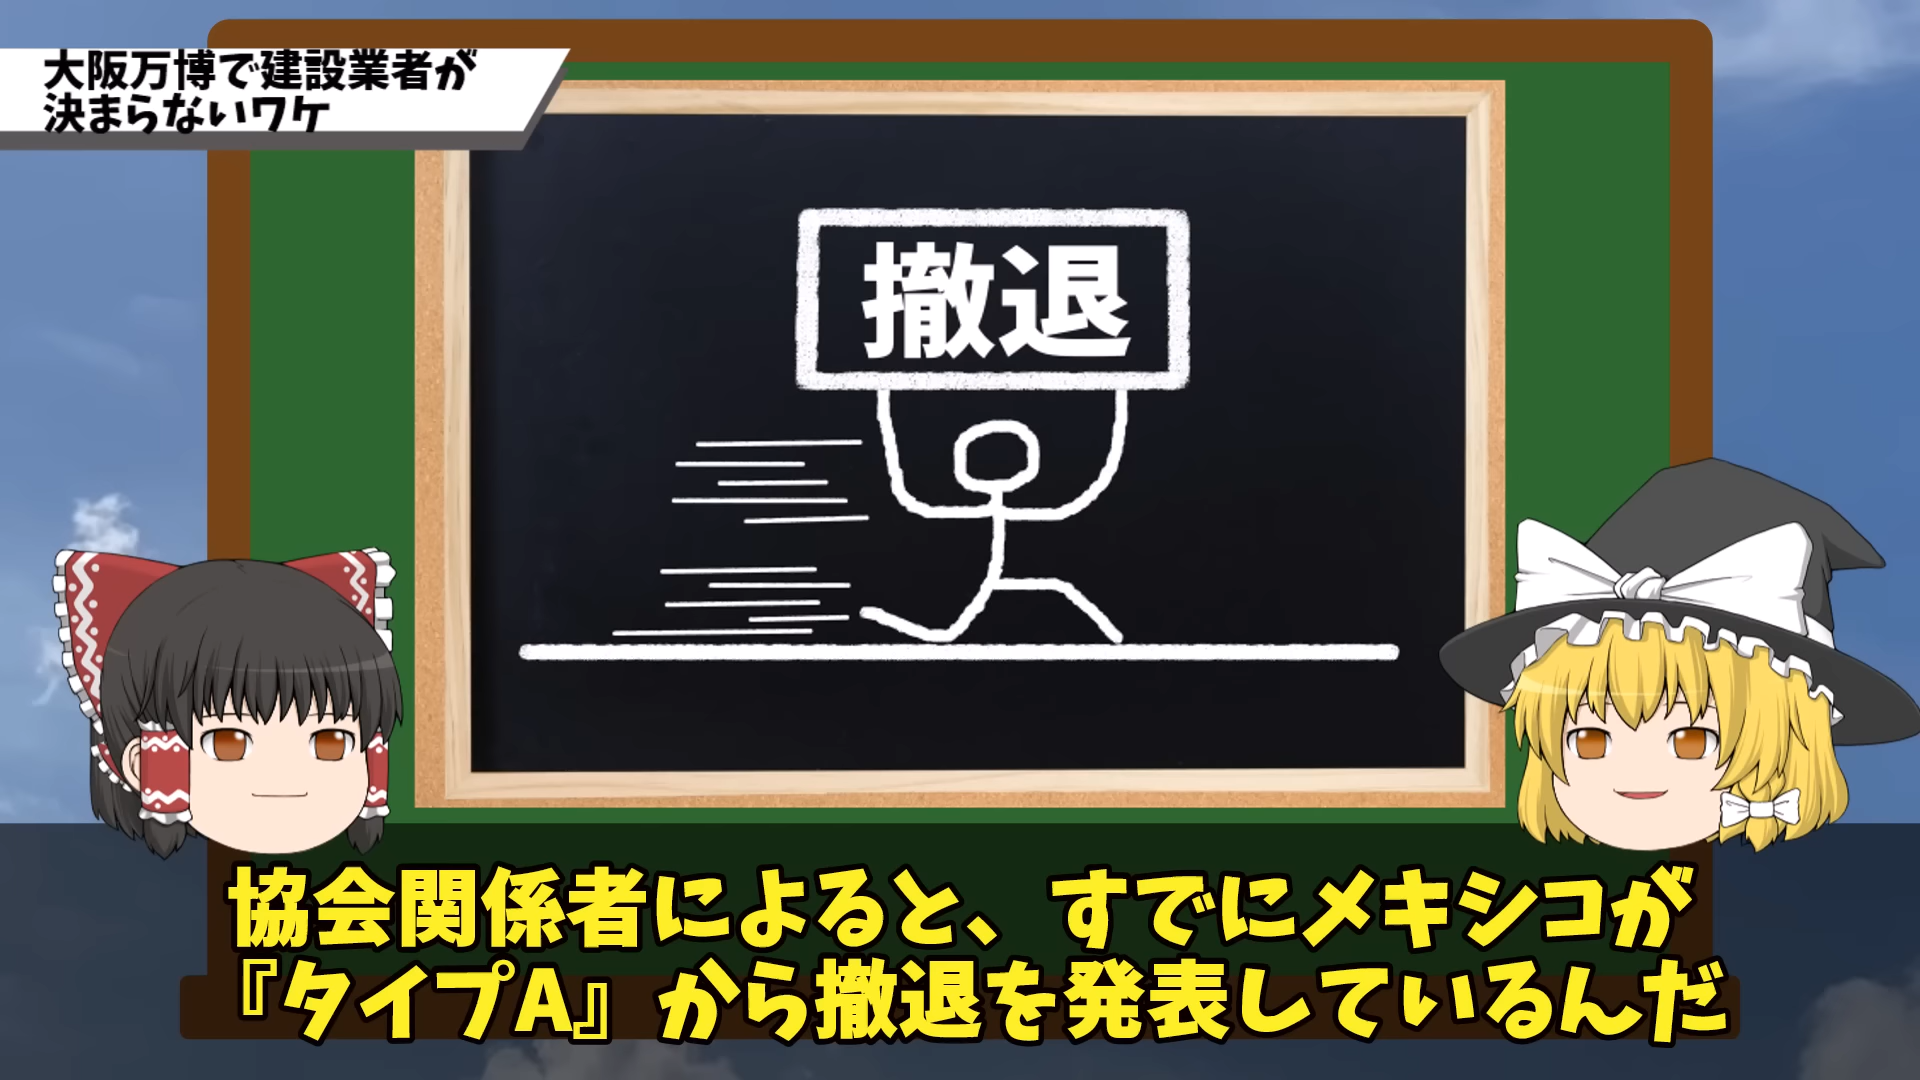 大阪万博で建設業者が
決まらないワケ
撤退
協会関係者によると、すでにメキシコが
『タイプA』から撤退を発表しているんだ